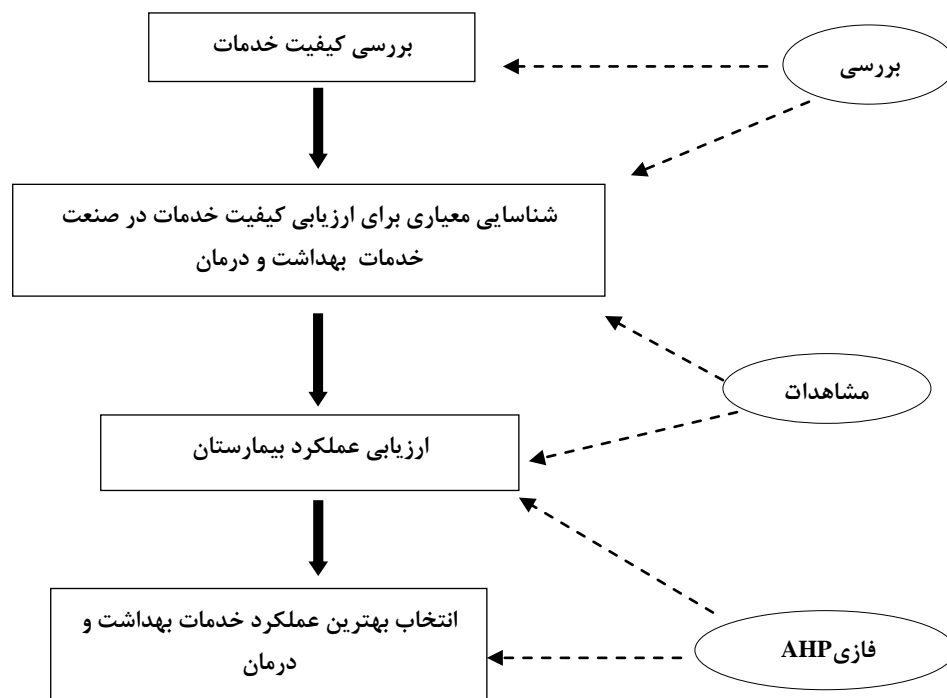 بررسی کیفیت خدمات
بررسی
شناسایی معیاری برای ارزیابی کیفیت خدمات در صنعت
خدمات بهداشت و درمان
مشاهدات
ارزیابی عملکرد بیمارستان
انتخاب بهترین عملکرد خدمات بهداشت و
درمان
فازیAHP